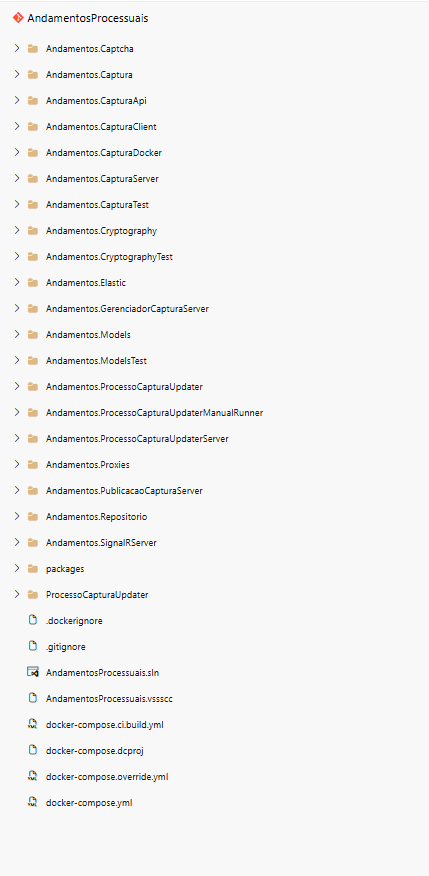 AndamentosProcessuais
Andamentos.Captcha
Andamentos.Captura
Andamentos.CapturaApi
Andamentos.CapturaClient
Andamentos.CapturaDocker
Andamentos.CapturaServer
Andamentos.CapturaTest
Andamentos.Cryptography
Andamentos.CryptographyTest
Andamentos.Elastic
Andamentos.GerenciadorCapturaServer
Andamentos.Models
Andamentos.ModelsTest
Andamentos.ProcessoCapturaUpdater
Andamentos.ProcessoCapturaUpdaterManualRunner
Andamentos.ProcessoCapturaUpdaterServer
Andamentos.Proxies
Andamentos.PublicacaoCapturaServer
Andamentos.Repositorio
Andamentos.SignalRServer
packages
ProcessoCapturaUpdater
.dockerignore
.gitignore
AndamentosProcessuais.sln
AndamentosProcessuais.vssscc
docker-compose.ci.build.yml
docker-compose.dcproj
docker-compose.override.yml
docker-compose.yml